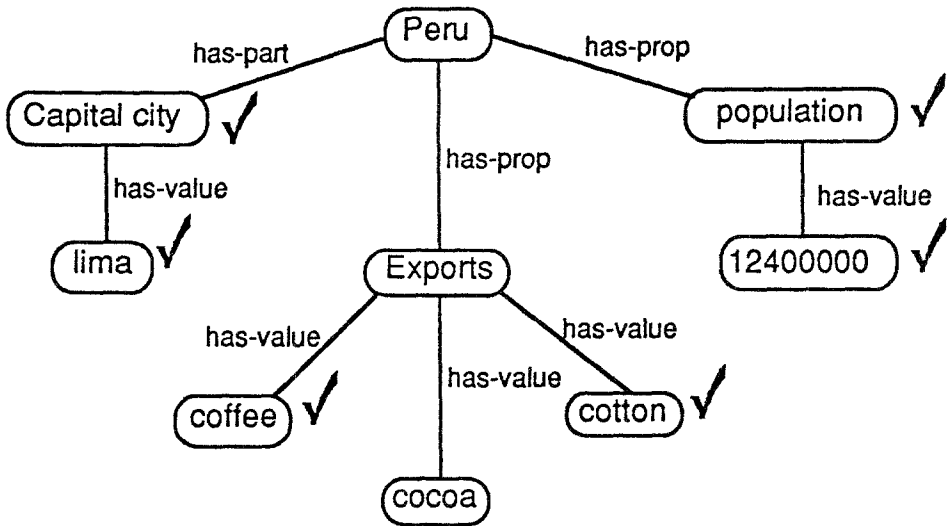 Peru
has-part
has-prop
Capital city
population
has-prop
has-value
has-value
lima
Exports
12400000
has-value
has-value
has-value
coffee
cotton
cocoa